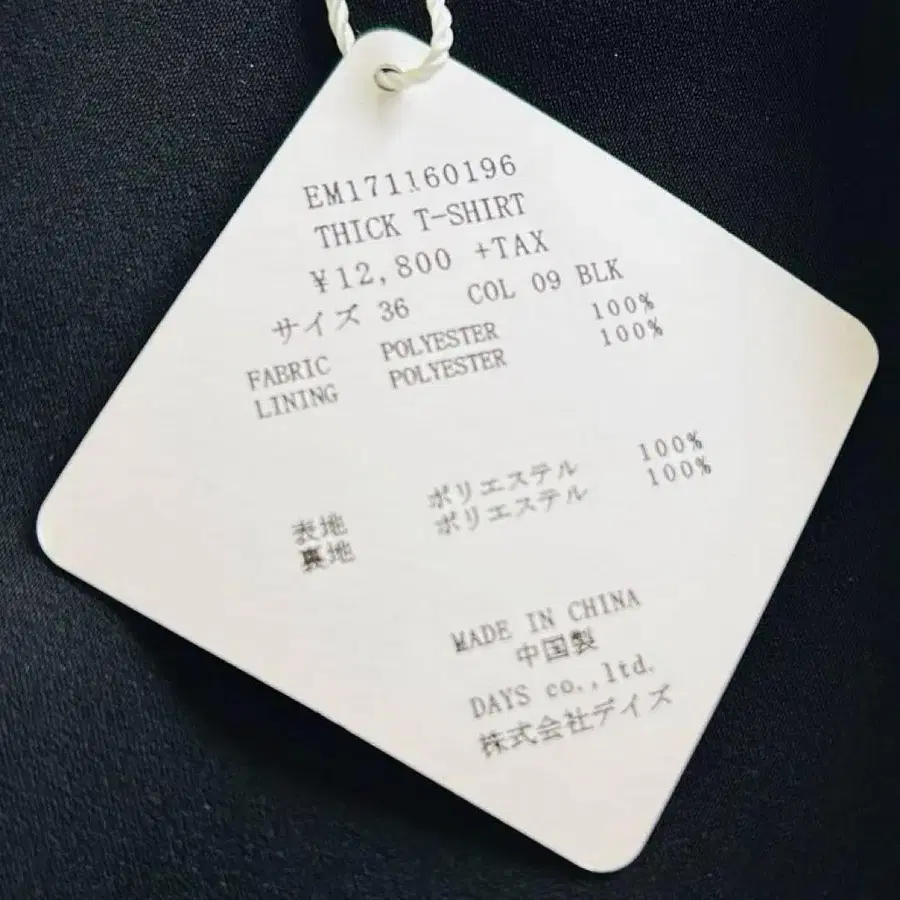 EM171160196
THICK T-SHIRT
¥12,800 +TAX
サイズ 36 COL 09 BLK
FABRIC POLYESTER 100%
LINING POLYESTER 100%
表地 ポリエステル 100%
裏地 ポリエステル 100%
MADE IN CHINA
中国製
DAYS co.,ltd.
株式会社デイズ